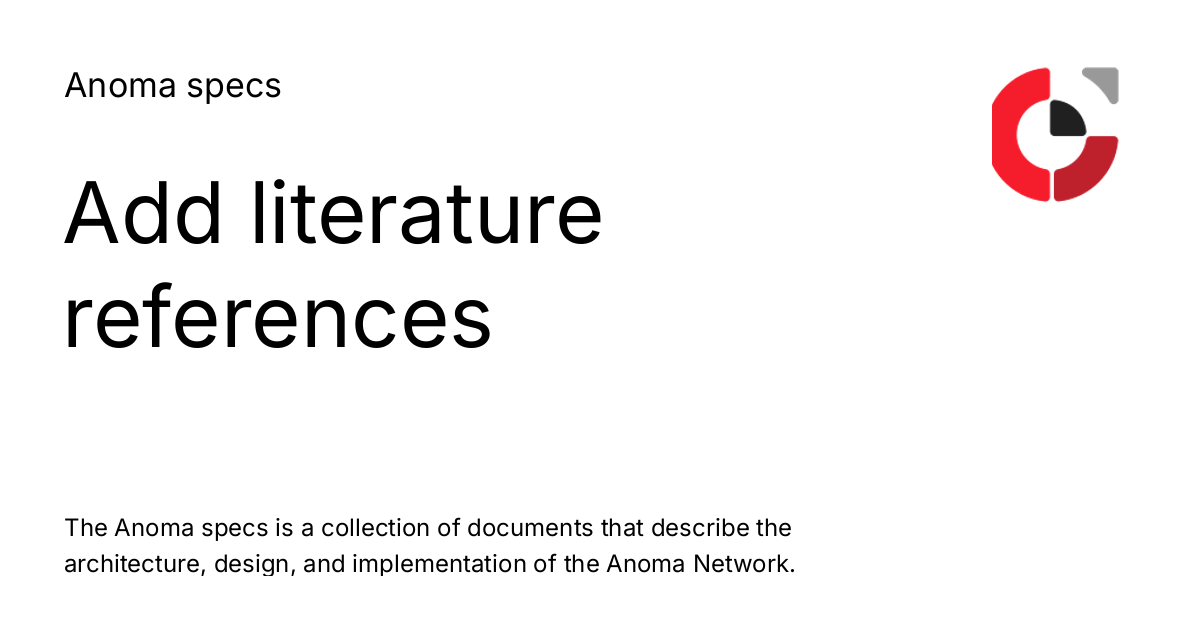 Anoma specs
Add literature
references
The Anoma specs is a collection of documents that describe the
architecture, design, and implementation of the Anoma Network.